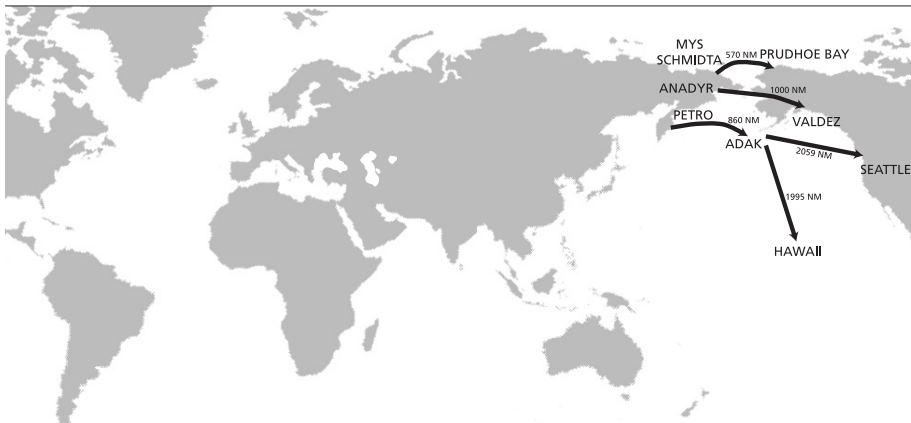 MYS
SCHMIDTA
570 NM
PRUDHOE BAY
ANADYR
1000 NM
VALDEZ
PETRO
860 NM
ADAK
2059 NM
SEATTLE
1995 NM
HAWAII